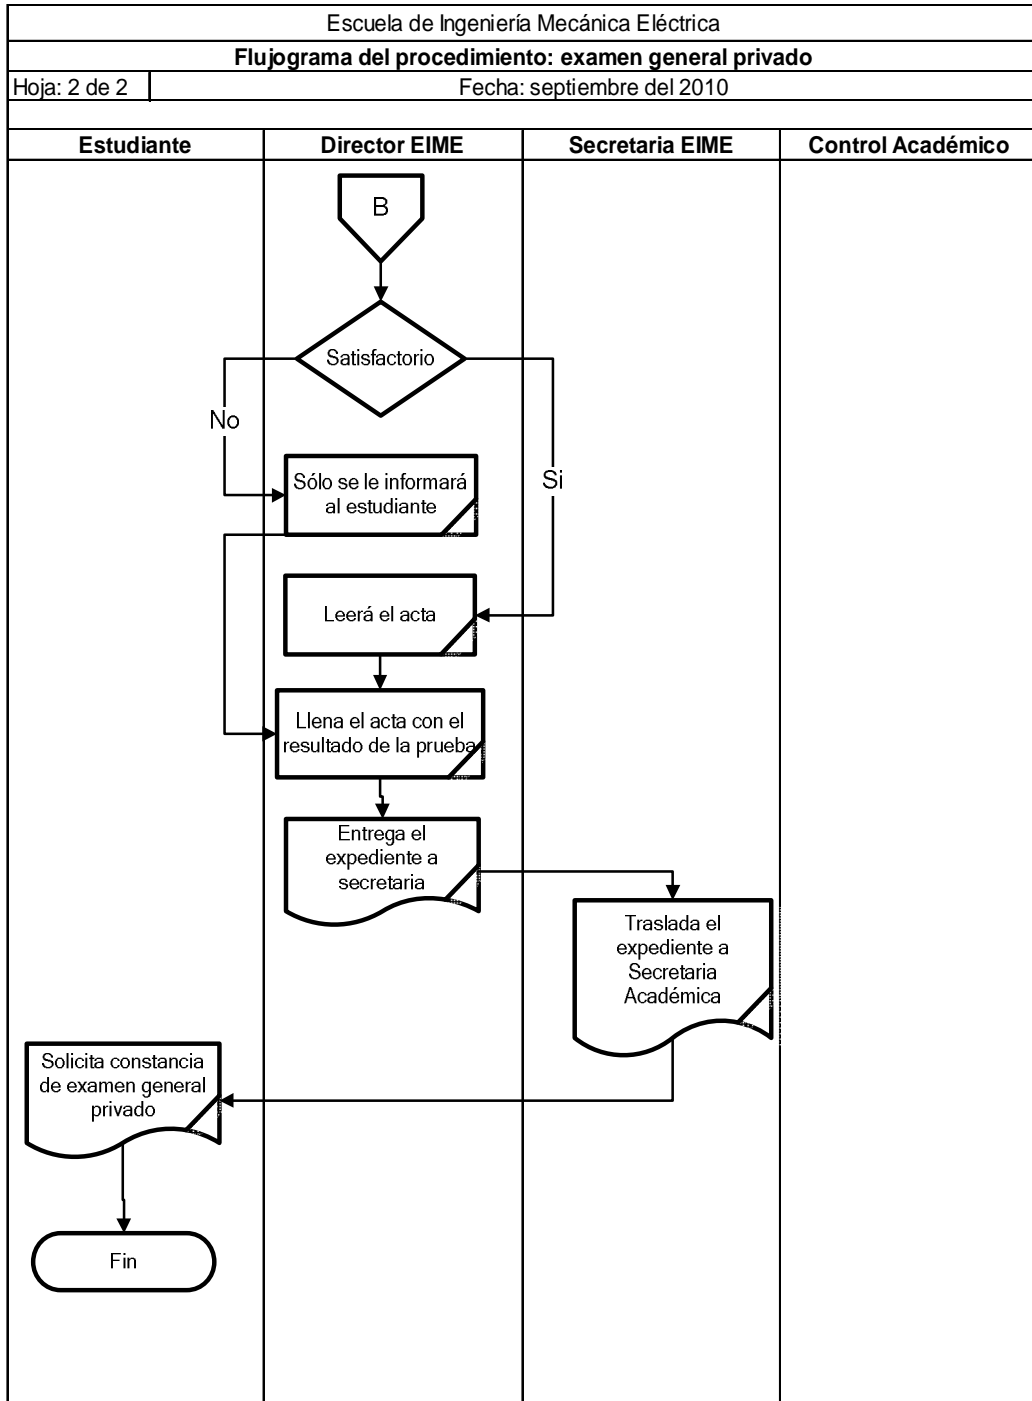 Escuela de Ingeniería Mecánica Eléctrica
Flujograma del procedimiento: examen general privado
Hoja: 2 de 2
Fecha: septiembre del 2010
Estudiante
Director EIME
Secretaria EIME
Control Académico
B
Satisfactorio
No
Si
Sólo se le informará
al estudiante
Leerá el acta
Llena el acta con el
resultado de la prueba
Entrega el
expediente a
secretaria
Traslada el
expediente a
Secretaria
Académica
Solicita constancia
de examen general
privado
Fin